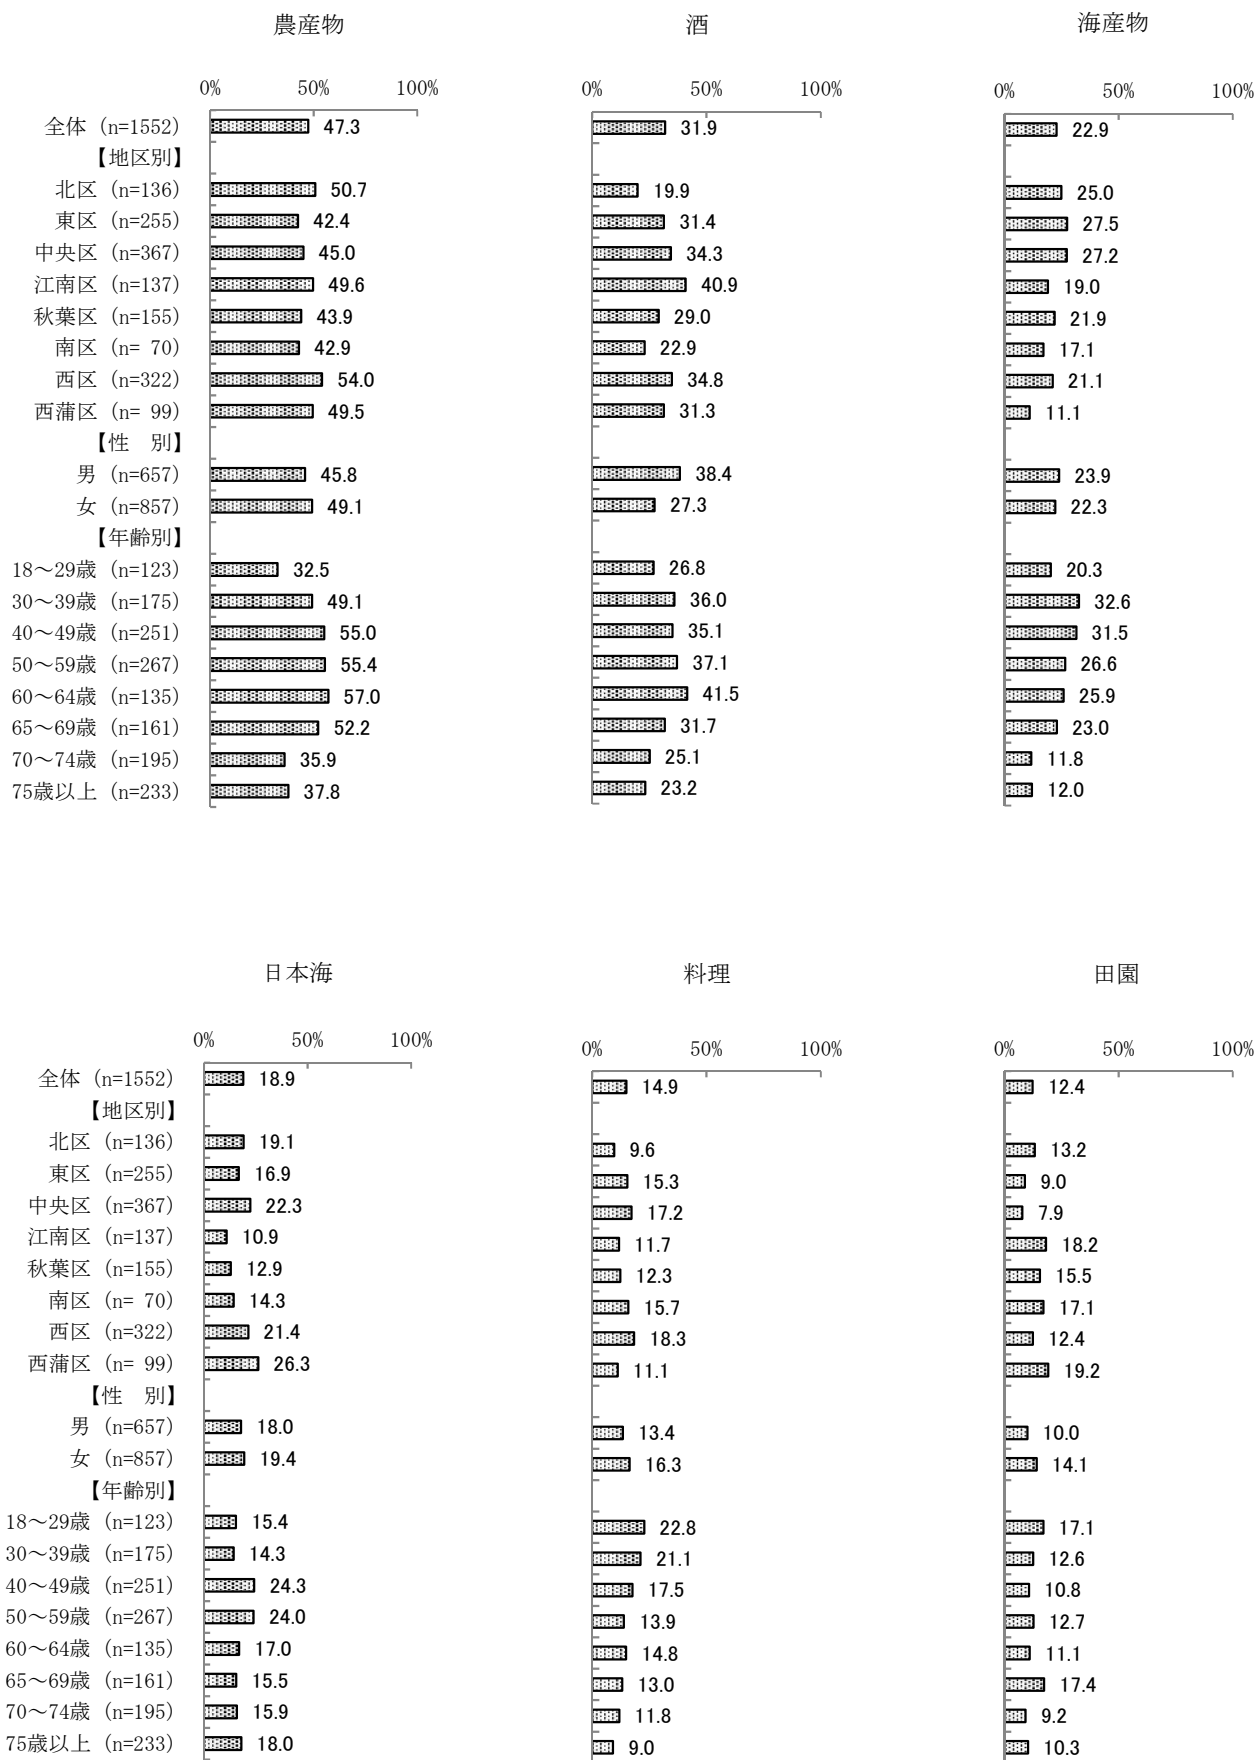 農産物 酒 海産物
0% 50% 100% 0% 50% 100% 0% 50% 100%
全体 (n=1552) 47.3 31.9 22.9
【地区別】
北区 (n=136) 50.7 19.9 25.0
東区 (n=255) 42.4 31.4 27.5
中央区 (n=367) 45.0 34.3 27.2
江南区 (n=137) 49.6 40.9 19.0
秋葉区 (n=155) 43.9 29.0 21.9
南区 (n= 70) 42.9 22.9 17.1
西区 (n=322) 54.0 34.8 21.1
西蒲区 (n= 99) 49.5 31.3 11.1
【性　別】
男 (n=657) 45.8 38.4 23.9
女 (n=857) 49.1 27.3 22.3
【年齢別】
18～29歳 (n=123) 32.5 26.8 20.3
30～39歳 (n=175) 49.1 36.0 32.6
40～49歳 (n=251) 55.0 35.1 31.5
50～59歳 (n=267) 55.4 37.1 26.6
60～64歳 (n=135) 57.0 41.5 25.9
65～69歳 (n=161) 52.2 31.7 23.0
70～74歳 (n=195) 35.9 25.1 11.8
75歳以上 (n=233) 37.8 23.2 12.0
日本海 料理 田園
0% 50% 100% 0% 50% 100% 0% 50% 100%
全体 (n=1552) 18.9 14.9 12.4
【地区別】
北区 (n=136) 19.1 9.6 13.2
東区 (n=255) 16.9 15.3 9.0
中央区 (n=367) 22.3 17.2 7.9
江南区 (n=137) 10.9 11.7 18.2
秋葉区 (n=155) 12.9 12.3 15.5
南区 (n= 70) 14.3 15.7 17.1
西区 (n=322) 21.4 18.3 12.4
西蒲区 (n= 99) 26.3 11.1 19.2
【性　別】
男 (n=657) 18.0 13.4 10.0
女 (n=857) 19.4 16.3 14.1
【年齢別】
18～29歳 (n=123) 15.4 22.8 17.1
30～39歳 (n=175) 14.3 21.1 12.6
40～49歳 (n=251) 24.3 17.5 10.8
50～59歳 (n=267) 24.0 13.9 12.7
60～64歳 (n=135) 17.0 14.8 11.1
65～69歳 (n=161) 15.5 13.0 17.4
70～74歳 (n=195) 15.9 11.8 9.2
75歳以上 (n=233) 18.0 9.0 10.3